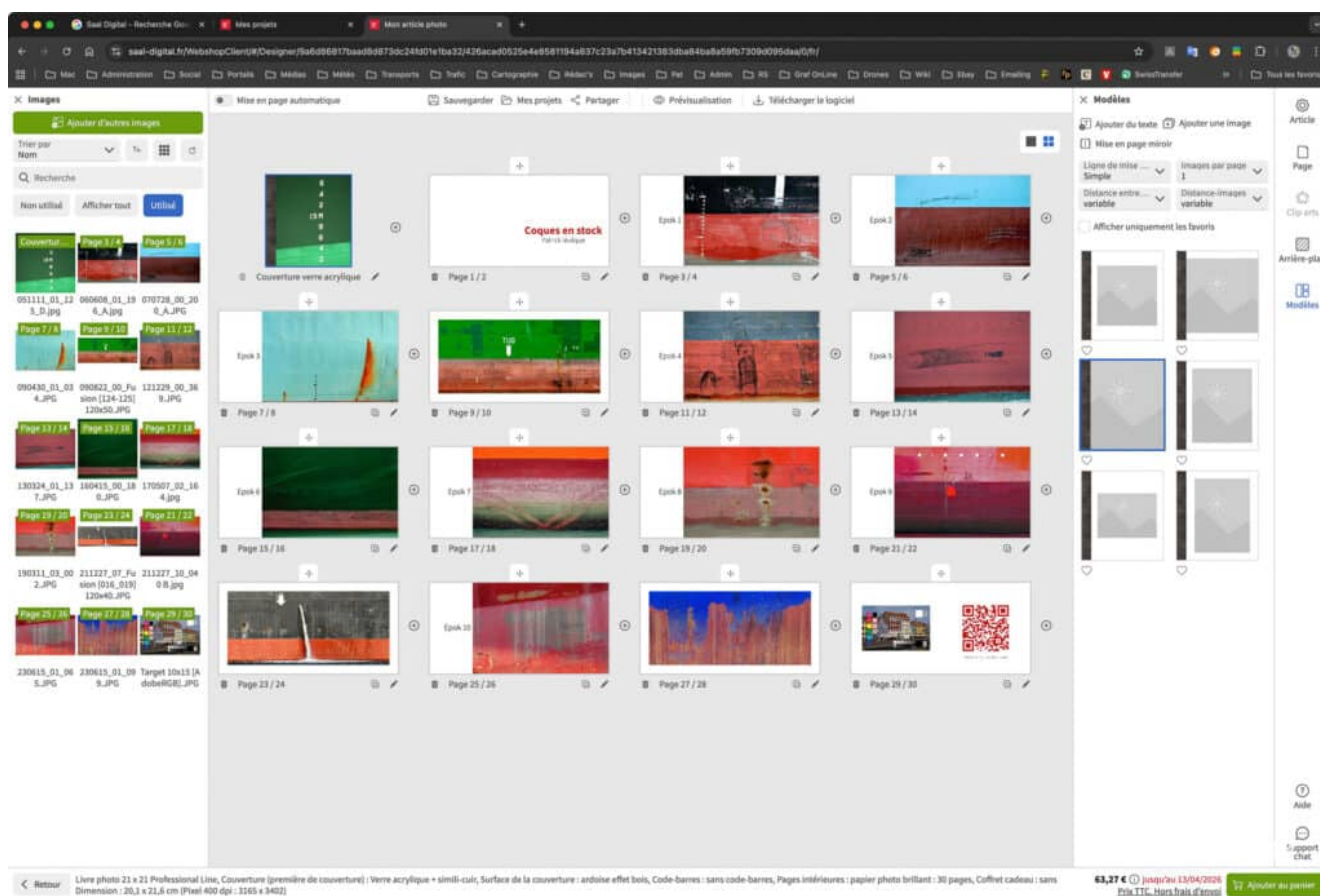 Saal Digital - Recherche Goo
Mes projets
Mon article photo
Mac
Administration
Social
Portails
Médias
Météo
Transports
Trafic
Cartographie
Rédac's
Images
Pet
Admin
RS
Graf OnLine
Drones
Wiki
Ebay
Emailing
SwissTransfer
Tous les favoris
Images
Mise en page automatique
Sauvegarder
Mes projets
Partager
Prévisualisation
Télécharger le logiciel
Modèles
Ajouter d'autres images
Trier par
Nom
Recherche
Non utilisé
Afficher tout
Utilisé
Couvertur...
Page 3 / 4
Page 5 / 6
051111_01_12
5_D.jpg
060608_01_19
6_A.jpg
070728_00_20
0_A.JPG
Page 7 / 8
Page 9 / 10
Page 11 / 12
090430_01_03
4.JPG
090822_00_Fu
sion [124-125]
120x50.JPG
121229_00_36
9.JPG
Page 13 / 14
Page 15 / 16
Page 17 / 18
130324_01_13
7.JPG
160415_00_18
0.JPG
170507_02_16
4.jpg
Page 19 / 20
Page 23 / 24
Page 21 / 22
190311_03_00
2.JPG
211227_07_Fu
sion [016_019]
120x40.JPG
211227_10_04
0 B.jpg
Page 25 / 26
Page 27 / 28
Page 29 / 30
230615_01_06
5.JPG
230615_01_09
9.JPG
Target 10x15 [A
dobeRGB].JPG
Couverture verre acrylique
Coques en stock
Page 1 / 2
Epok 1
Page 3 / 4
Epok 2
Page 5 / 6
Epok 3
Page 7 / 8
TUG
Page 9 / 10
Epok 4
Page 11 / 12
Epok 5
Page 13 / 14
Epok 6
Page 15 / 16
Epok 7
Page 17 / 18
Epok 8
Page 19 / 20
Epok 9
Page 21 / 22
Page 23 / 24
Epok 10
Page 25 / 26
Page 27 / 28
Page 29 / 30
Ajouter du texte
Ajouter une image
Mise en page miroir
Ligne de mise ...
Simple
Images par page
1
Distance entre...
variable
Distance-images
variable
Afficher uniquement les favoris
Article
Page
Clip arts
Arrière-pla
Modèles
Aide
Support
chat
Retour
Livre photo 21 x 21 Professional Line, Couverture (première de couverture) : Verre acrylique + simili-cuir, Surface de la couverture : ardoise effet bois, Code-barres : sans code-barres, Pages intérieures : papier photo brillant : 30 pages, Coffret cadeau : sans
Dimension : 20,1 x 21,6 cm (Pixel 400 dpi : 3165 x 3402)
63,27 €
jusqu'au 13/04/2026
Prix TTC, Hors frais d'envoi
Ajouter au panier